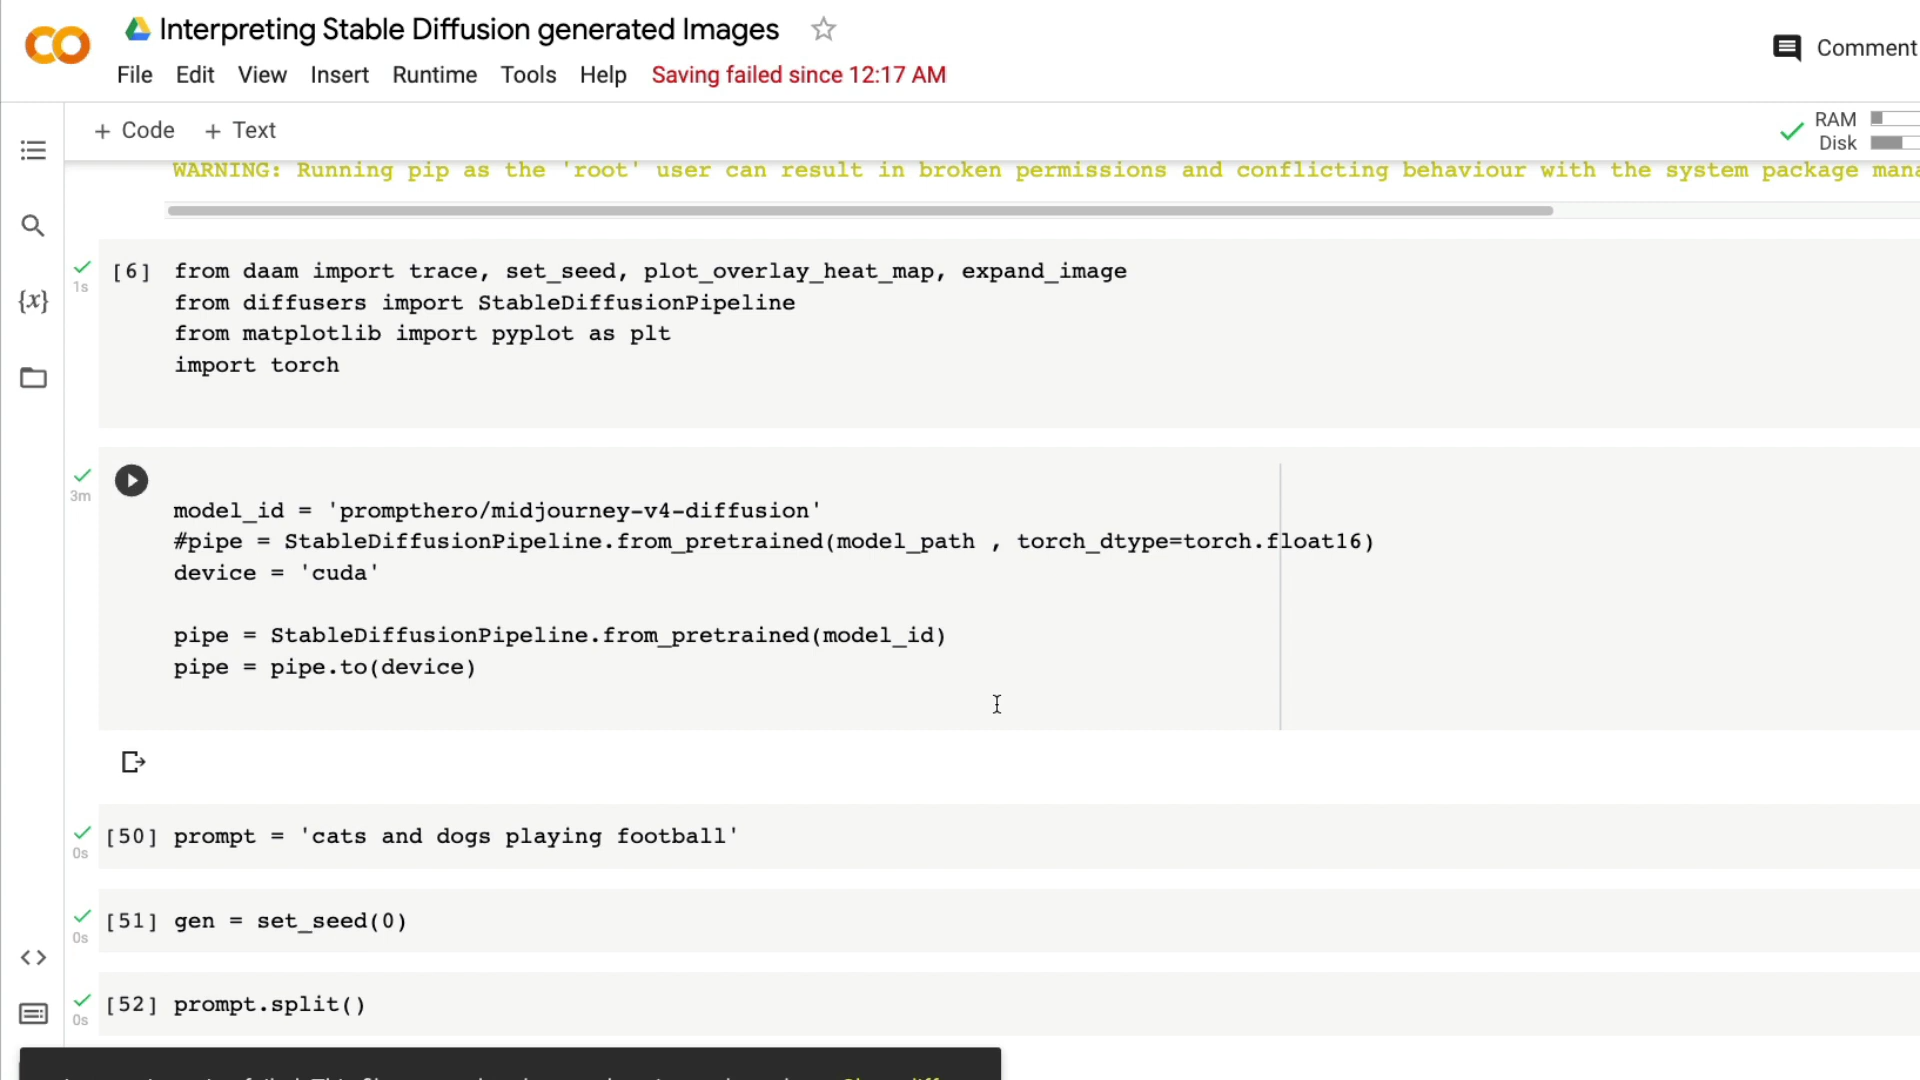 Interpreting Stable Diffusion generated Images
Comment
File Edit View Insert Runtime Tools Help Saving failed since 12:17 AM
+ Code + Text
RAM
Disk
WARNING: Running pip as the 'root' user can result in broken permissions and conflicting behaviour with the system package
1s
[6] from daam import trace, set_seed, plot_overlay_heat_map, expand_image
from diffusers import StableDiffusionPipeline
from matplotlib import pyplot as plt
import torch
3m
model_id = 'prompthero/midjourney-v4-diffusion'
#pipe = StableDiffusionPipeline.from_pretrained(model_path , torch_dtype=torch.float16)
device = 'cuda'
pipe = StableDiffusionPipeline.from_pretrained(model_id)
pipe = pipe.to(device)
[50] prompt = 'cats and dogs playing football'
0s
[51] gen = set_seed(0)
0s
[52] prompt.split()
0s